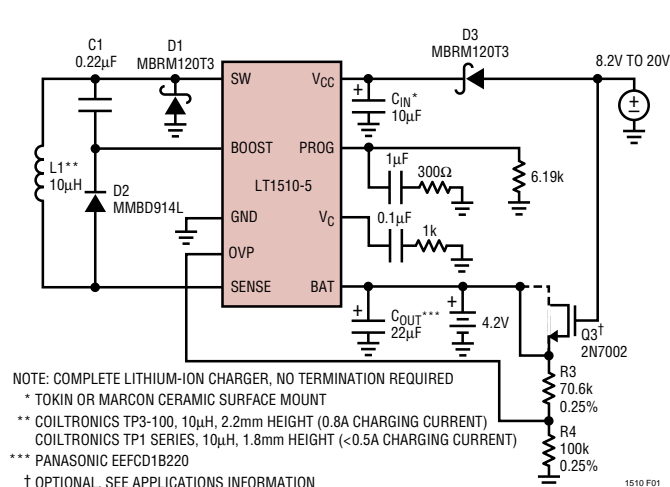 C1
0.22µF
D1
MBRM120T3
D3
MBRM120T3
8.2V TO 20V
SW
VCC
+
CIN*
10µF
±
L1**
10µH
BOOST
PROG
1µF
300Ω
6.19k
D2
MMBD914L
LT1510-5
GND
VC
0.1µF
1k
OVP
SENSE
BAT
+
COUT***
22µF
+
4.2V
Q3†
2N7002
R3
70.6k
0.25%
R4
100k
0.25%
NOTE: COMPLETE LITHIUM-ION CHARGER, NO TERMINATION REQUIRED
* TOKIN OR MARCON CERAMIC SURFACE MOUNT
** COILTRONICS TP3-100, 10µH, 2.2mm HEIGHT (0.8A CHARGING CURRENT)
COILTRONICS TP1 SERIES, 10µH, 1.8mm HEIGHT (<0.5A CHARGING CURRENT)
*** PANASONIC EEFCD1B220
† OPTIONAL, SEE APPLICATIONS INFORMATION
1510 F01